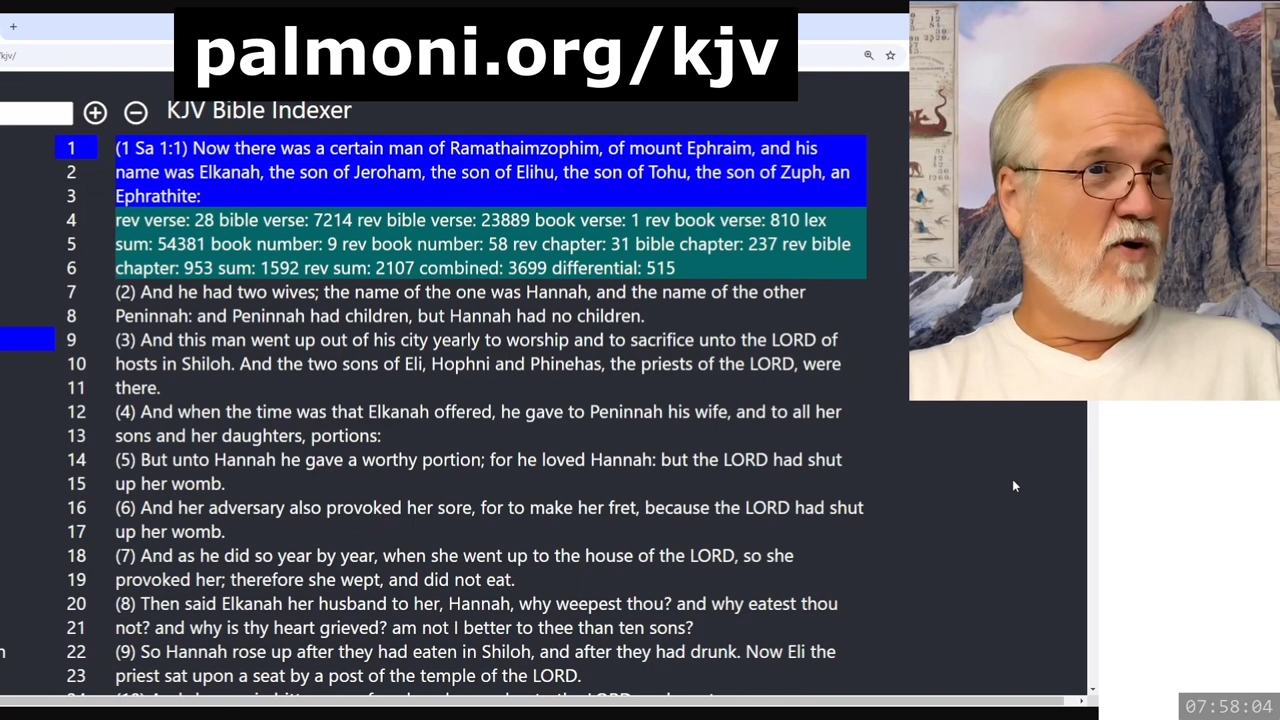 palmoni.org/kjv
kjv/
KJV Bible Indexer
1 (1 Sa 1:1) Now there was a certain man of Ramathaimzophim, of mount Ephraim, and his
2 name was Elkanah, the son of Jeroham, the son of Elihu, the son of Tohu, the son of Zuph, an
3 Ephrathite:
4 rev verse: 28 bible verse: 7214 rev bible verse: 23889 book verse: 1 rev book verse: 810 lex
5 sum: 54381 book number: 9 rev book number: 58 rev chapter: 31 bible chapter: 237 rev bible
6 chapter: 953 sum: 1592 rev sum: 2107 combined: 3699 differential: 515
7 (2) And he had two wives; the name of the one was Hannah, and the name of the other
8 Peninnah: and Peninnah had children, but Hannah had no children.
9 (3) And this man went up out of his city yearly to worship and to sacrifice unto the LORD of
10 hosts in Shiloh. And the two sons of Eli, Hophni and Phinehas, the priests of the LORD, were
11 there.
12 (4) And when the time was that Elkanah offered, he gave to Peninnah his wife, and to all her
13 sons and her daughters, portions:
14 (5) But unto Hannah he gave a worthy portion; for he loved Hannah: but the LORD had shut
15 up her womb.
16 (6) And her adversary also provoked her sore, for to make her fret, because the LORD had shut
17 up her womb.
18 (7) And as he did so year by year, when she went up to the house of the LORD, so she
19 provoked her; therefore she wept, and did not eat.
20 (8) Then said Elkanah her husband to her, Hannah, why weepest thou? and why eatest thou
21 not? and why is thy heart grieved? am not I better to thee than ten sons?
22 (9) So Hannah rose up after they had eaten in Shiloh, and after they had drunk. Now Eli the
23 priest sat upon a seat by a post of the temple of the LORD.
07:58:04